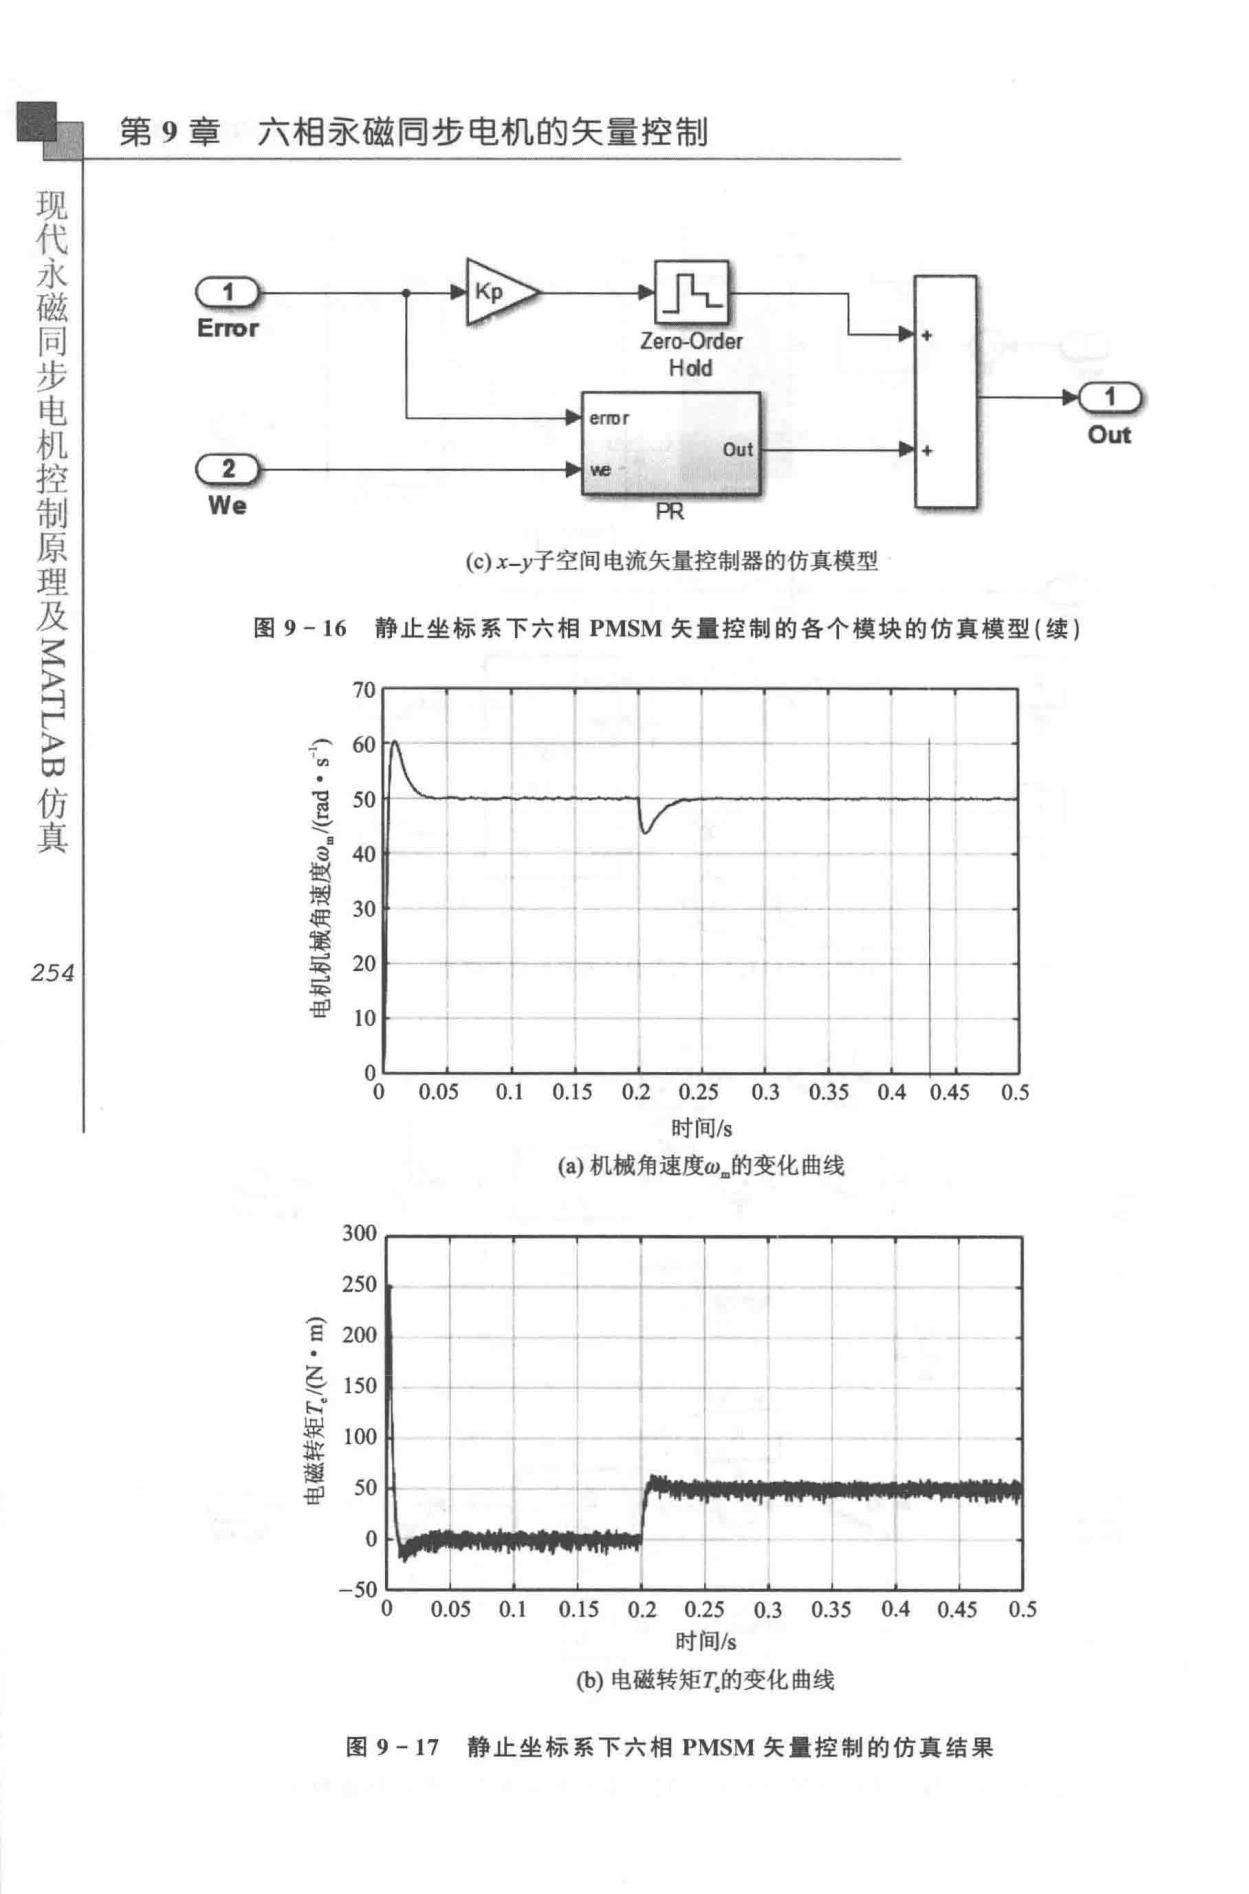 第 9 章 六相永磁同步电机的矢量控制
现代永磁同步电机控制原理及MATLAB仿真
254
1
Error
Kp
Zero-Order
Hold
+
error
Out
we
PR
+
1
Out
2
We
(c) x–y子空间电流矢量控制器的仿真模型
图 9－16 静止坐标系下六相 PMSM 矢量控制的各个模块的仿真模型(续)
电机机械角速度ωm/(rad·s⁻¹)
70
60
50
40
30
20
10
0
0 0.05 0.1 0.15 0.2 0.25 0.3 0.35 0.4 0.45 0.5
时间/s
(a) 机械角速度ωm的变化曲线
电磁转矩Te/(N·m)
300
250
200
150
100
50
0
−50
0 0.05 0.1 0.15 0.2 0.25 0.3 0.35 0.4 0.45 0.5
时间/s
(b) 电磁转矩Te的变化曲线
图 9－17 静止坐标系下六相 PMSM 矢量控制的仿真结果